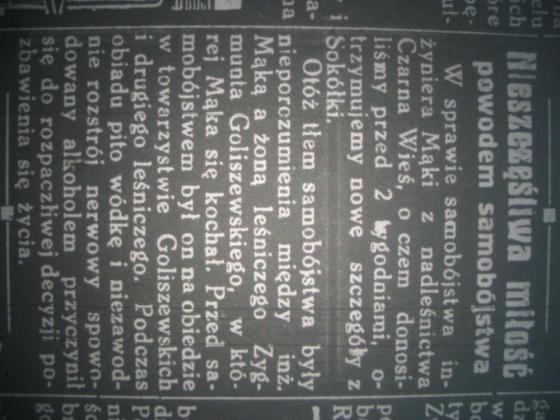 Nieszczęśliwa miłość
powodem samobójstwa
W sprawie samobójstwa in-
żyniera Mąki z nadleśnictwa
Czarna Wieś, o czem donosi-
liśmy przed 2 tygodniami, o-
trzymujemy nowe szczegóły z
Sokółki.
Otóż tłem samobójstwa były
nieporozumienia między inż.
Mąką a żoną leśniczego Zyg-
munta Goliszewskiego, w któ-
rej Mąka się kochał. Przed sa-
mobójstwem był on na obiedzie
w towarzystwie Goliszewskich
i drugiego leśniczego. Podczas
obiadu pito wódkę i niezawod-
nie rozstrój nerwowy spowo-
dowany alkoholem przyczynił
się do rozpaczliwej decyzji po-
zbawienia się życia.